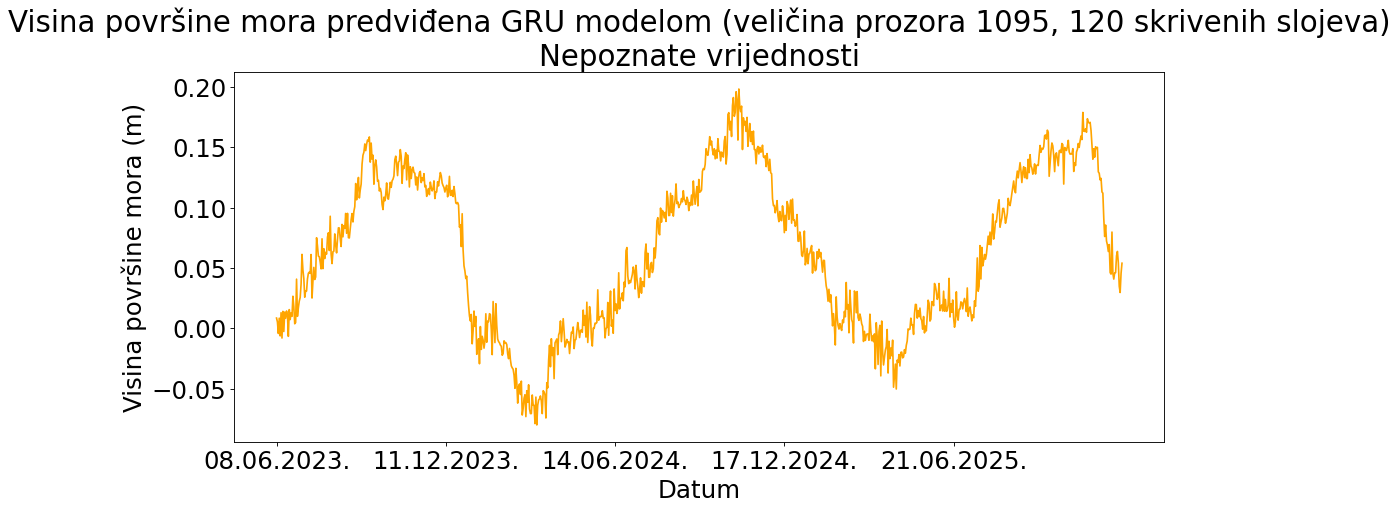 Visina površine mora predviđena GRU modelom (veličina prozora 1095, 120 skrivenih slojeva)
Nepoznate vrijednosti
Visina površine mora (m)
0.20
0.15
0.10
0.05
0.00
−0.05
08.06.2023. 11.12.2023. 14.06.2024. 17.12.2024. 21.06.2025.
Datum